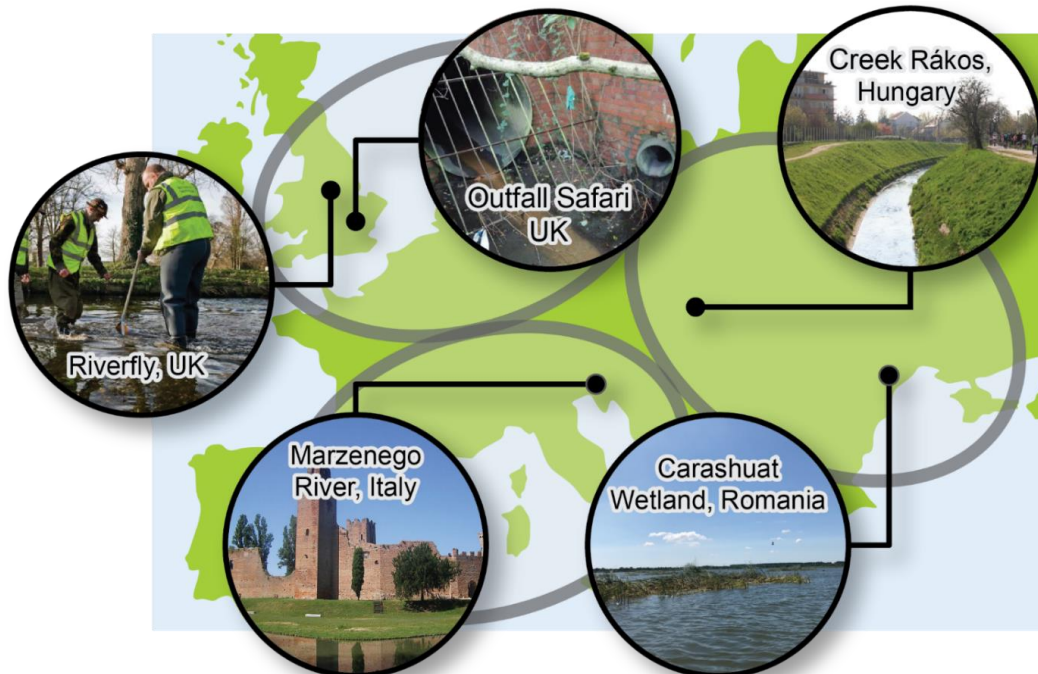 Creek Rákos,
Hungary
Outfall Safari
UK
Riverfly, UK
Marzenego
River, Italy
Carashuat
Wetland, Romania